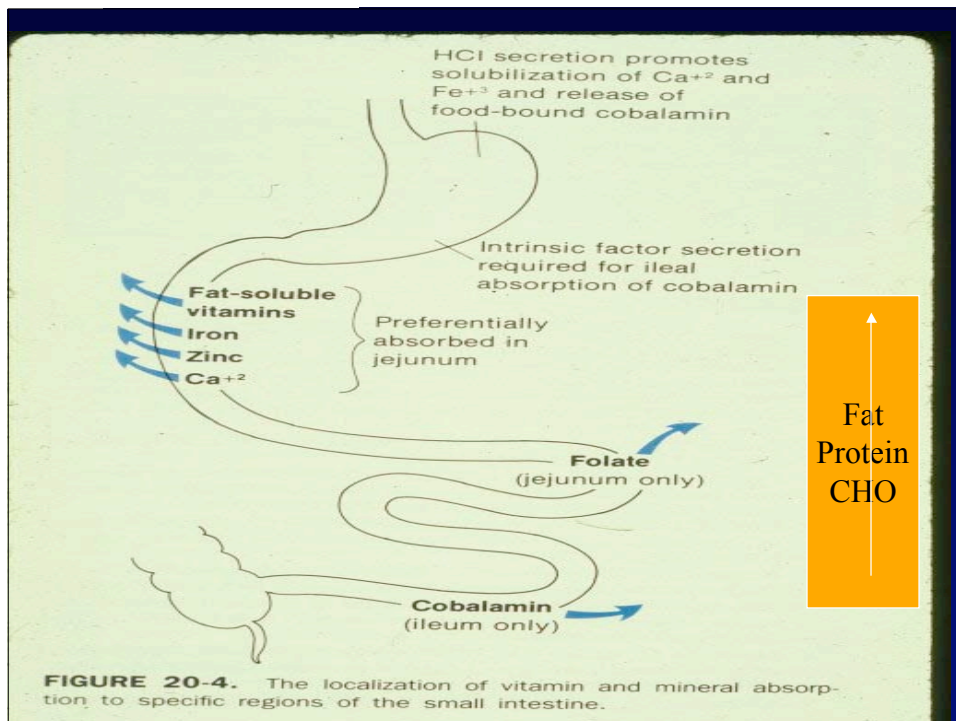 HCl secretion promotes
solubilization of Ca+2 and
Fe+3 and release of
food-bound cobalamin
Intrinsic factor secretion
required for ileal
absorption of cobalamin
Fat-soluble
vitamins
Iron
Zinc
Ca+2
Preferentially
absorbed in
jejunum
Fat
Protein
CHO
Folate
(jejunum only)
Cobalamin
(ileum only)
FIGURE 20-4. The localization of vitamin and mineral absorp-
tion to specific regions of the small intestine.